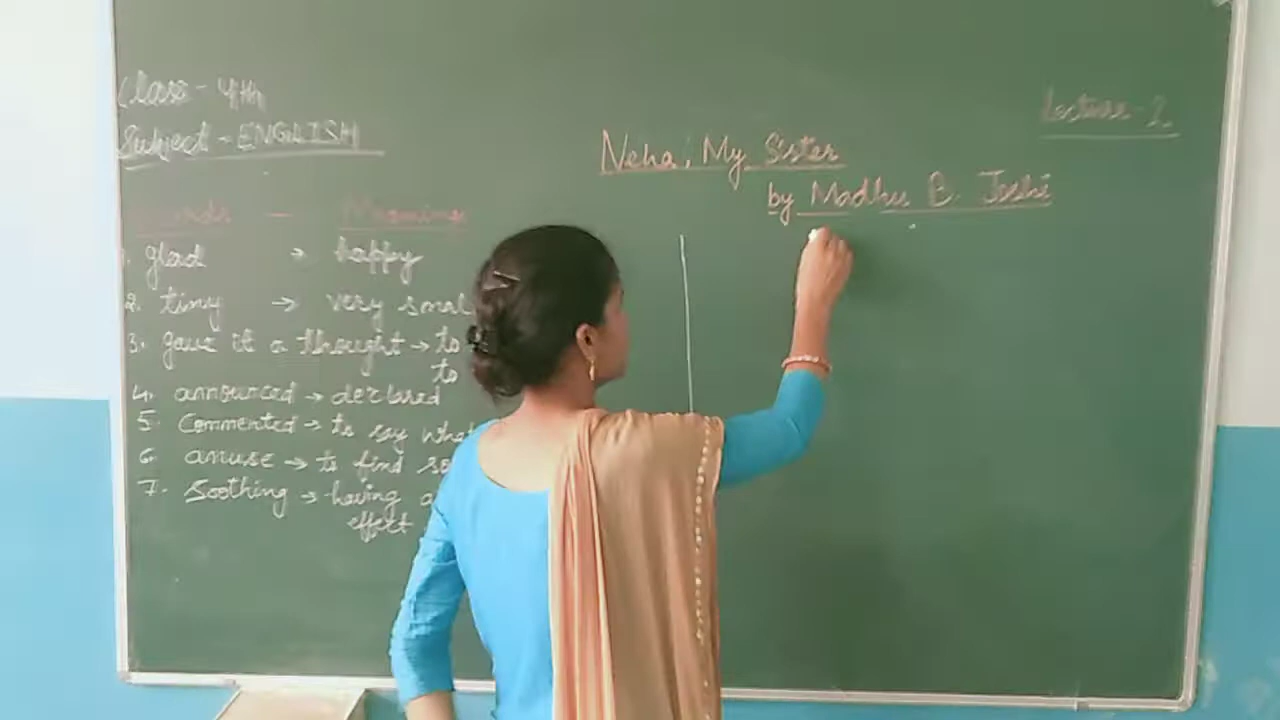 Class - 4th
Subject - ENGLISH
Lecture - 2
Neha, My Sister
by Madhu B. Joshi
words - Meaning
1. glad → happy
2. tiny → very small
3. gave it a thought → to
to
4. announced → declared
5. Commented → to say what
6. amuse → to find
7. Soothing → having a
effect